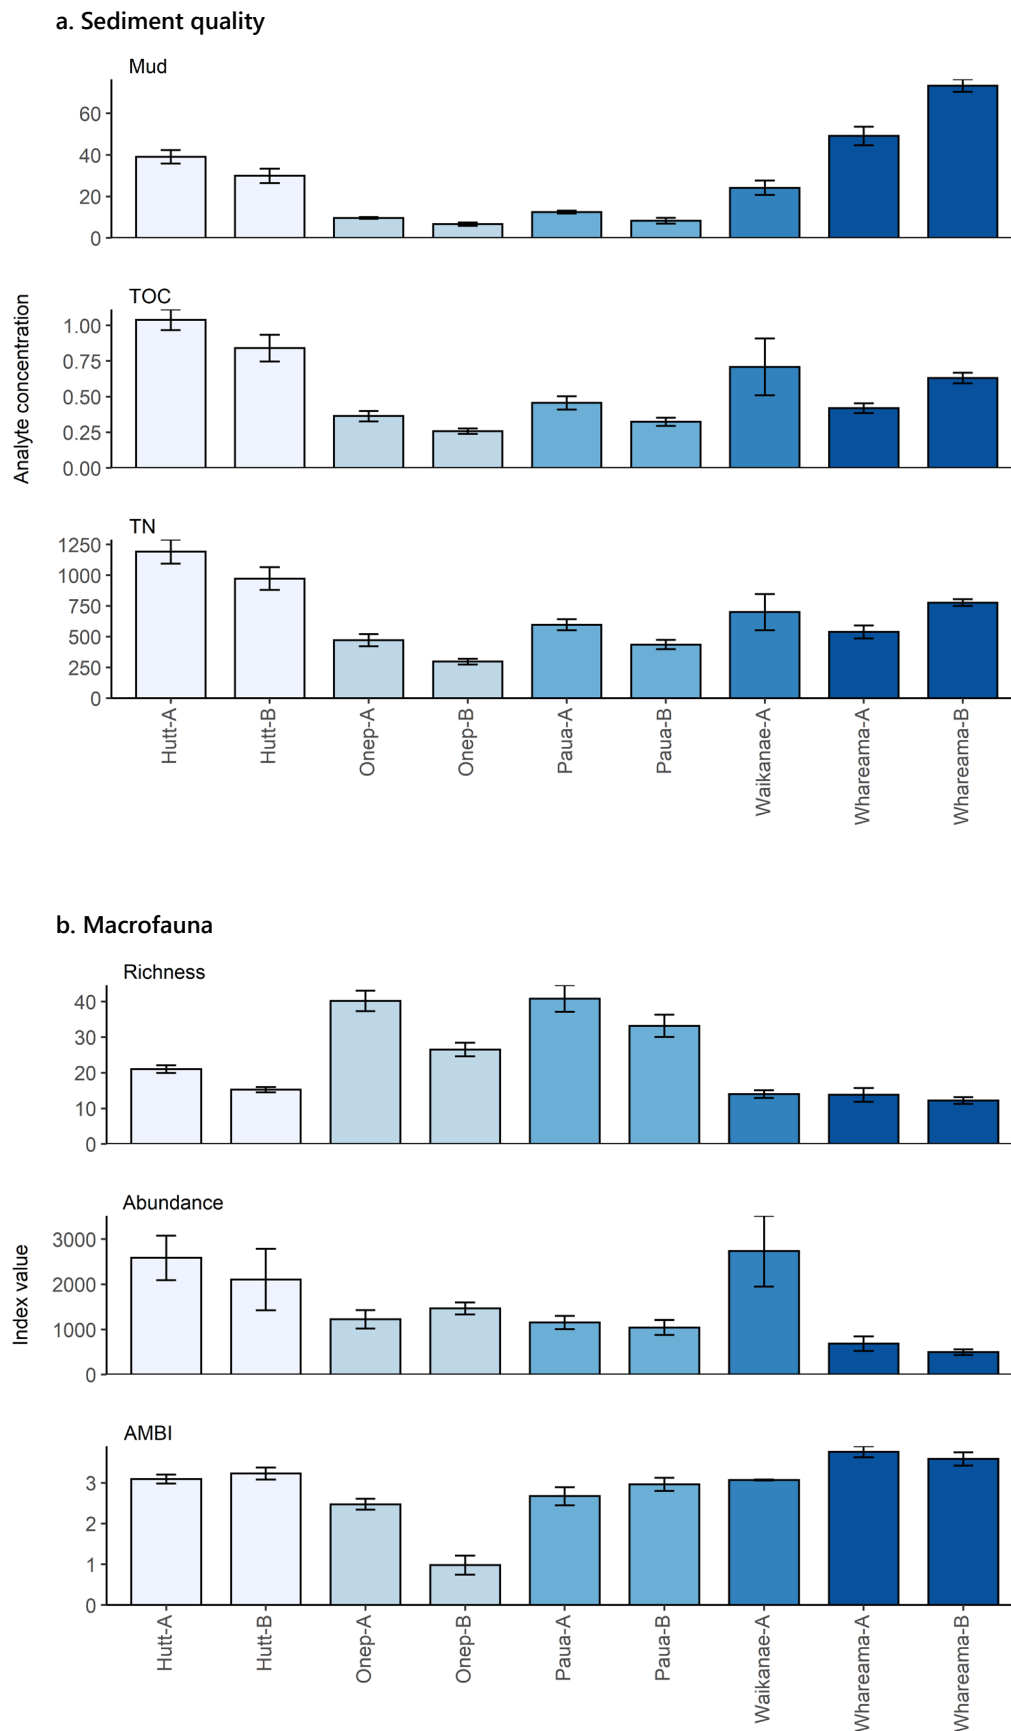 a. Sediment quality
Mud
60
40
20
0
TOC
1.00
0.75
0.50
0.25
0.00
TN
1250
1000
750
500
250
0
Analyte concentration
Hutt-A
Hutt-B
Onep-A
Onep-B
Paua-A
Paua-B
Waikanae-A
Whareama-A
Whareama-B
b. Macrofauna
Richness
40
30
20
10
0
Abundance
3000
2000
1000
0
AMBI
3
2
1
0
Index value
Hutt-A
Hutt-B
Onep-A
Onep-B
Paua-A
Paua-B
Waikanae-A
Whareama-A
Whareama-B